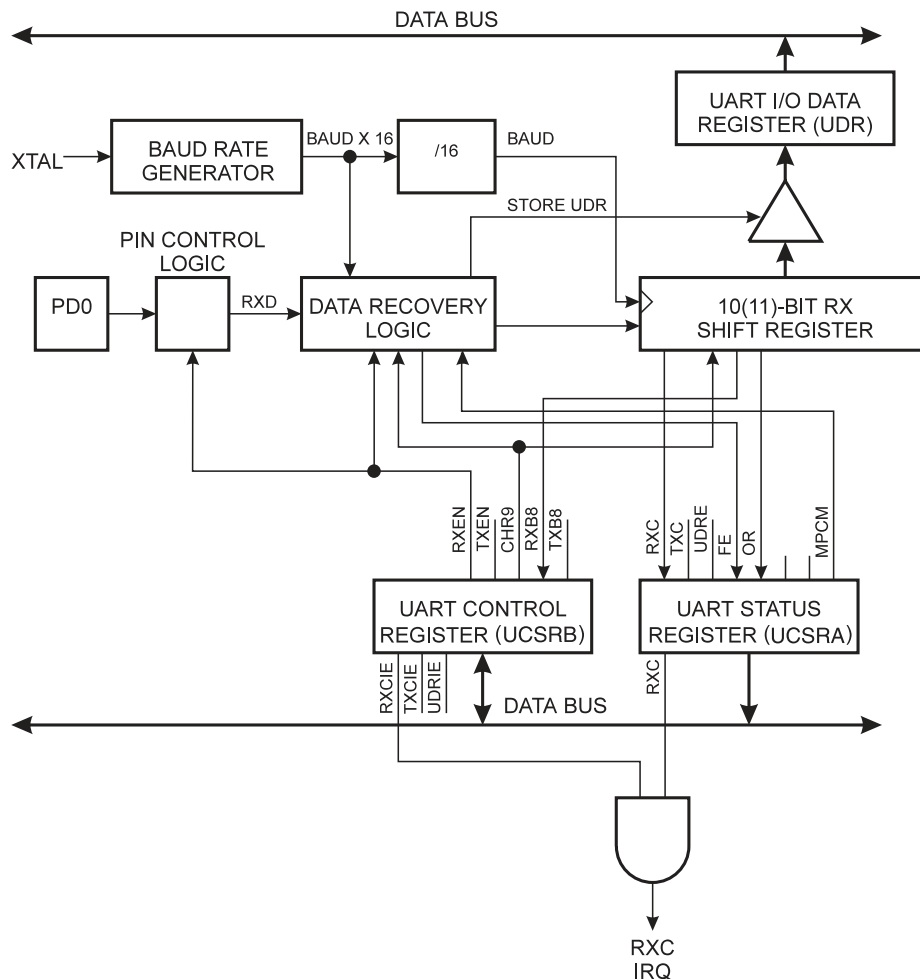 DATA BUS
UART I/O DATA
REGISTER (UDR)
XTAL
BAUD RATE
GENERATOR
BAUD X 16
/16
BAUD
STORE UDR
PIN CONTROL
LOGIC
PD0
RXD
DATA RECOVERY
LOGIC
10(11)-BIT RX
SHIFT REGISTER
RXEN
TXEN
CHR9
RXB8
TXB8
RXC
TXC
UDRE
FE
OR
MPCM
UART CONTROL
REGISTER (UCSRB)
UART STATUS
REGISTER (UCSRA)
RXCIE
TXCIE
UDRIE
RXC
DATA BUS
RXC
IRQ